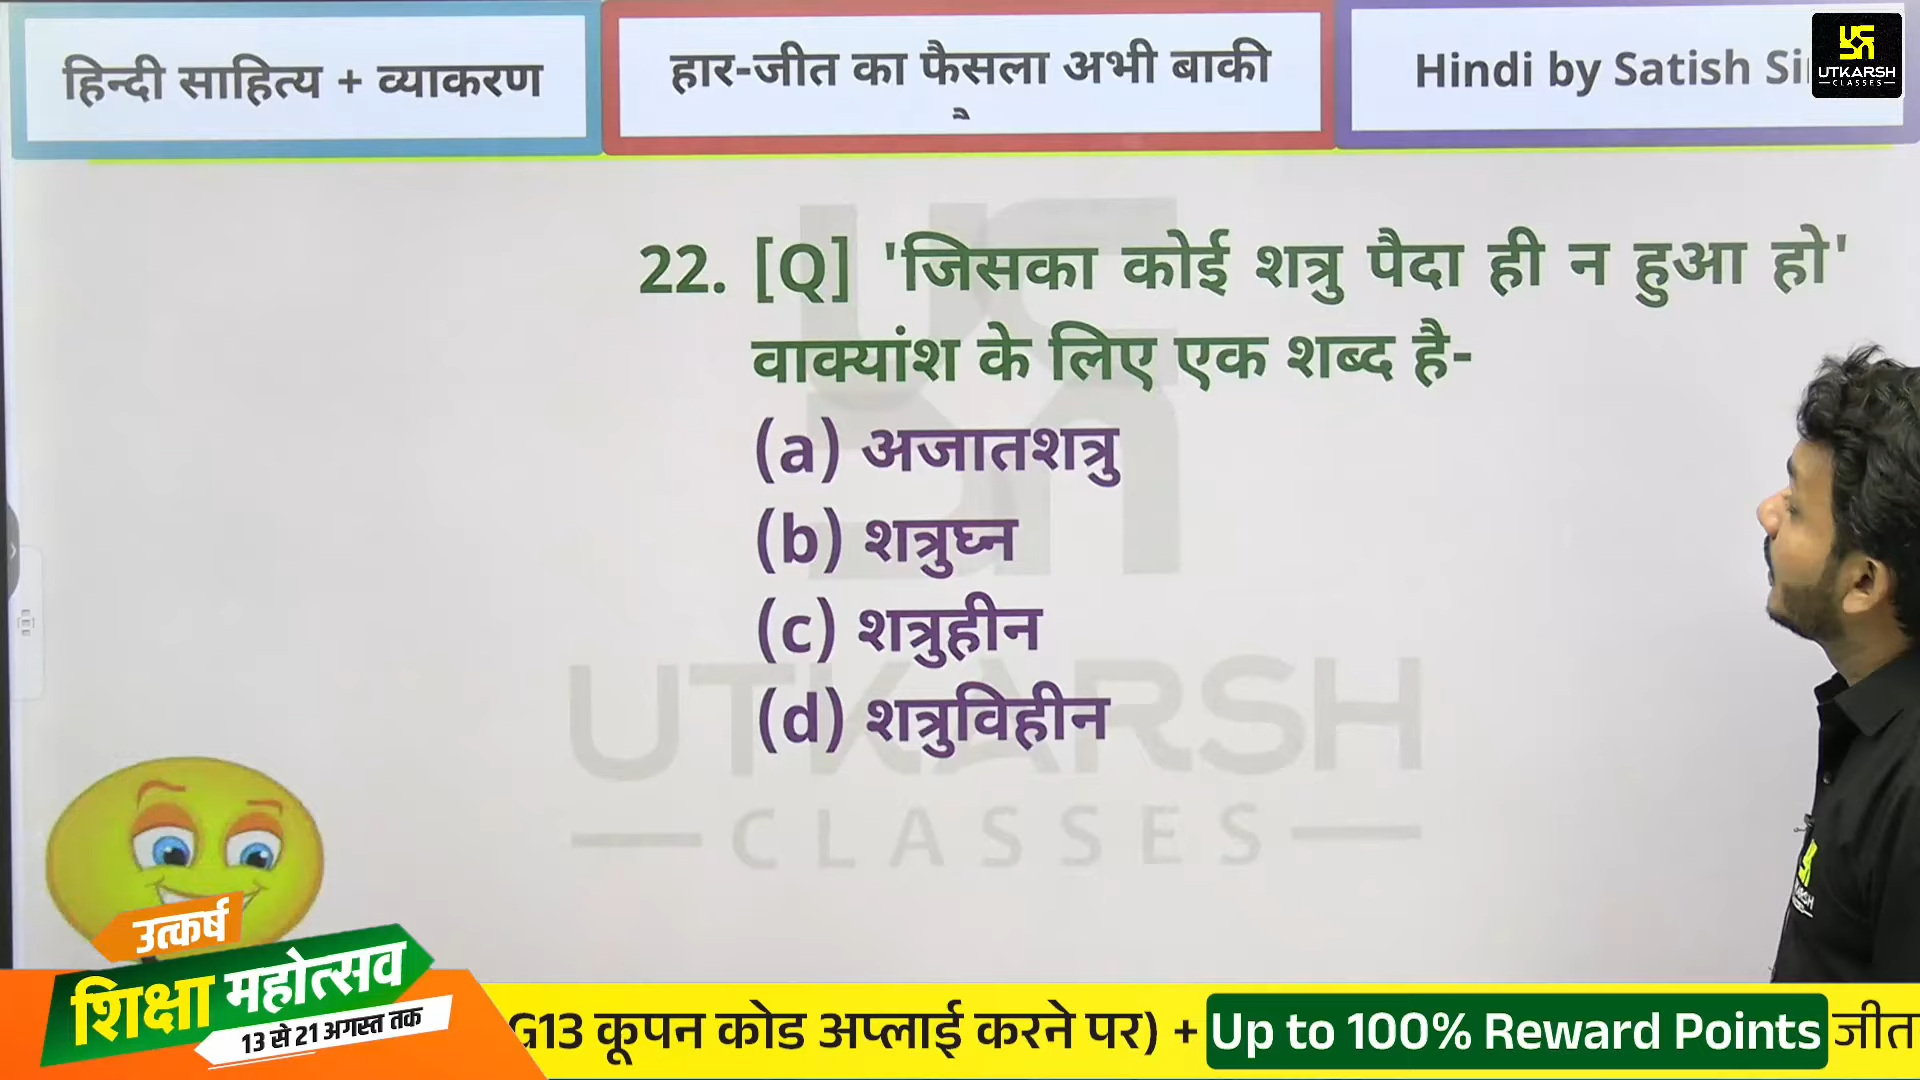 हिन्दी साहित्य + व्याकरण
हार-जीत का फैसला अभी बाकी
Hindi by Satish
UTKARSH
CLASSES
22. [Q] 'जिसका कोई शत्रु पैदा ही न हुआ हो'
वाक्यांश के लिए एक शब्द है-
(a) अजातशत्रु
(b) शत्रुघ्न
(c) शत्रुहीन
(d) शत्रुविहीन
UTKARSH
CLASSES
उत्कर्ष
शिक्षा महोत्सव
13 से 21 अगस्त तक
G13 कूपन कोड अप्लाई करने पर) + Up to 100% Reward Points जीत